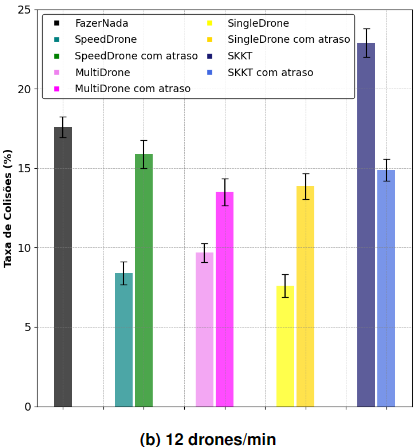 25
20
15
10
5
0
Taxa de Colisões (%)
FazerNada
SpeedDrone
SpeedDrone com atraso
MultiDrone
MultiDrone com atraso
SingleDrone
SingleDrone com atraso
SKKT
SKKT com atraso
(b) 12 drones/min